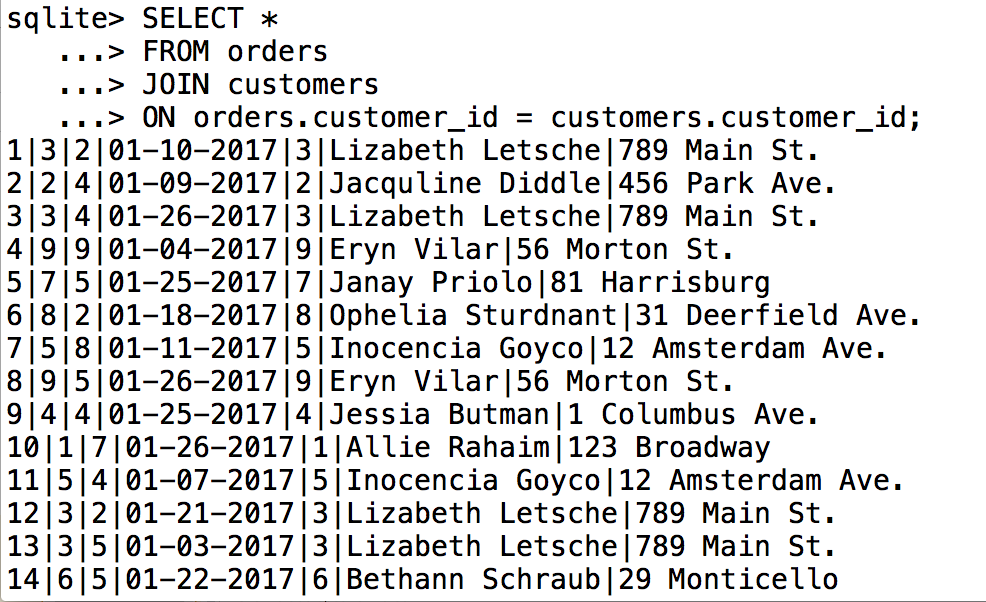 sqlite> SELECT *
   ...> FROM orders
   ...> JOIN customers
   ...> ON orders.customer_id = customers.customer_id;
1|3|2|01-10-2017|3|Lizabeth Letsche|789 Main St.
2|2|4|01-09-2017|2|Jacquline Diddle|456 Park Ave.
3|3|4|01-26-2017|3|Lizabeth Letsche|789 Main St.
4|9|9|01-04-2017|9|Eryn Vilar|56 Morton St.
5|7|5|01-25-2017|7|Janay Priolo|81 Harrisburg
6|8|2|01-18-2017|8|Ophelia Sturdnant|31 Deerfield Ave.
7|5|8|01-11-2017|5|Inocencia Goyco|12 Amsterdam Ave.
8|9|5|01-26-2017|9|Eryn Vilar|56 Morton St.
9|4|4|01-25-2017|4|Jessia Butman|1 Columbus Ave.
10|1|7|01-26-2017|1|Allie Rahaim|123 Broadway
11|5|4|01-07-2017|5|Inocencia Goyco|12 Amsterdam Ave.
12|3|2|01-21-2017|3|Lizabeth Letsche|789 Main St.
13|3|5|01-03-2017|3|Lizabeth Letsche|789 Main St.
14|6|5|01-22-2017|6|Bethann Schraub|29 Monticello